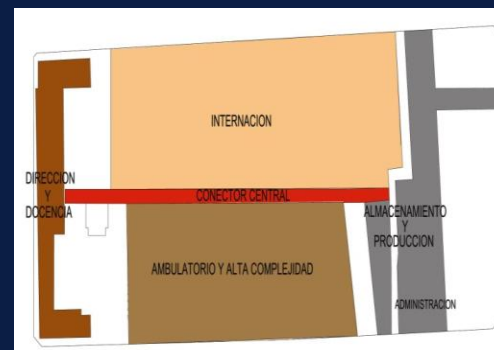 INTERNACION
DIRECCION
Y
DOCENCIA
CONECTOR CENTRAL
ALMACENAMIENTO
Y
PRODUCCION
AMBULATORIO Y ALTA COMPLEJIDAD
ADMINISTRACION